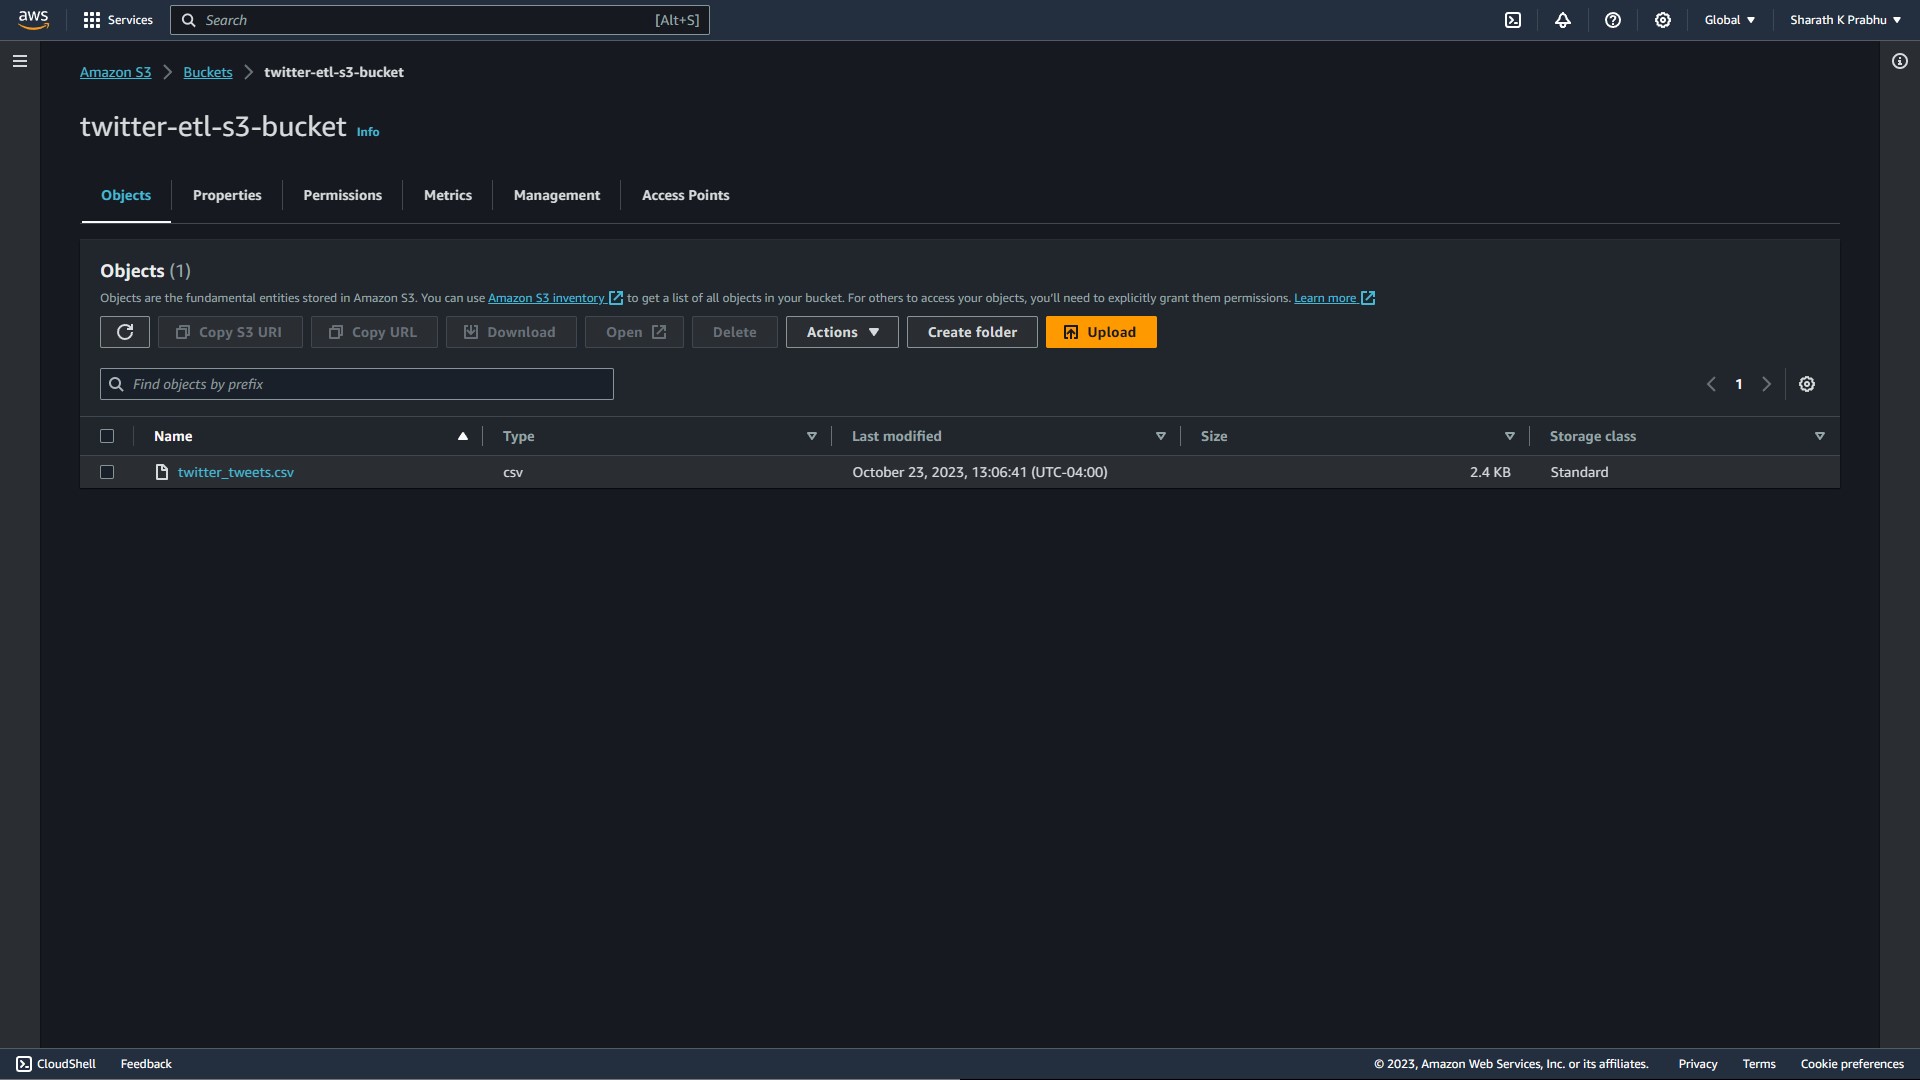 aws Services Search [Alt+S] Global Sharath K Prabhu
Amazon S3 Buckets twitter-etl-s3-bucket
twitter-etl-s3-bucket Info
Objects Properties Permissions Metrics Management Access Points
Objects (1)
Objects are the fundamental entities stored in Amazon S3. You can use Amazon S3 inventory to get a list of all objects in your bucket. For others to access your objects, you'll need to explicitly grant them permissions. Learn more
Copy S3 URI Copy URL Download Open Delete Actions Create folder Upload
Find objects by prefix 1
Name Type Last modified Size Storage class
twitter_tweets.csv csv October 23, 2023, 13:06:41 (UTC-04:00) 2.4 KB Standard
CloudShell Feedback © 2023, Amazon Web Services, Inc. or its affiliates. Privacy Terms Cookie preferences